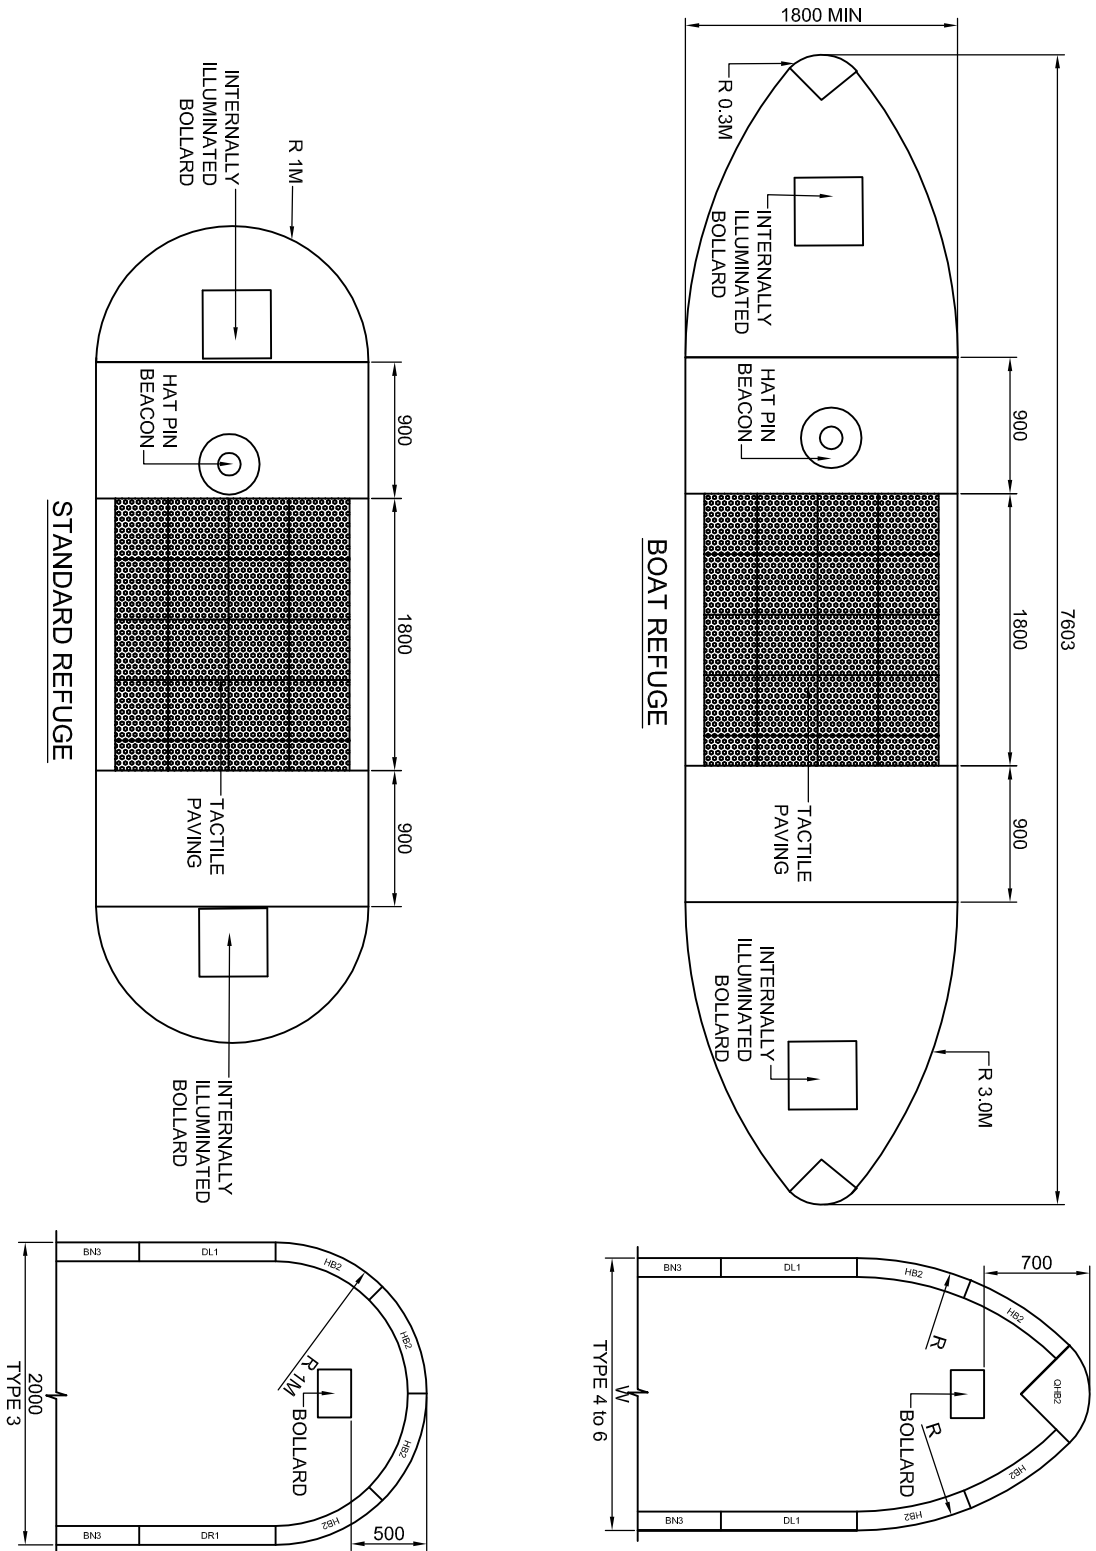 1800 MIN
7603
R 0.3M
INTERNALLY
ILLUMINATED
BOLLARD
900
HAT PIN
BEACON
1800
TACTILE
PAVING
900
INTERNALLY
ILLUMINATED
BOLLARD
R 3.0M
BOAT REFUGE
INTERNALLY
ILLUMINATED
BOLLARD
R 1M
900
HAT PIN
BEACON
1800
TACTILE
PAVING
900
INTERNALLY
ILLUMINATED
BOLLARD
STANDARD REFUGE
700
BN3
DL1
HB2
HB2
QHB2
HB2
HB2
DL1
BN3
R
R
BOLLARD
W
TYPE 4 to 6
BN3
DL1
HB2
HB2
HB2
HB2
DR1
BN3
R 1M
BOLLARD
500
2000
TYPE 3